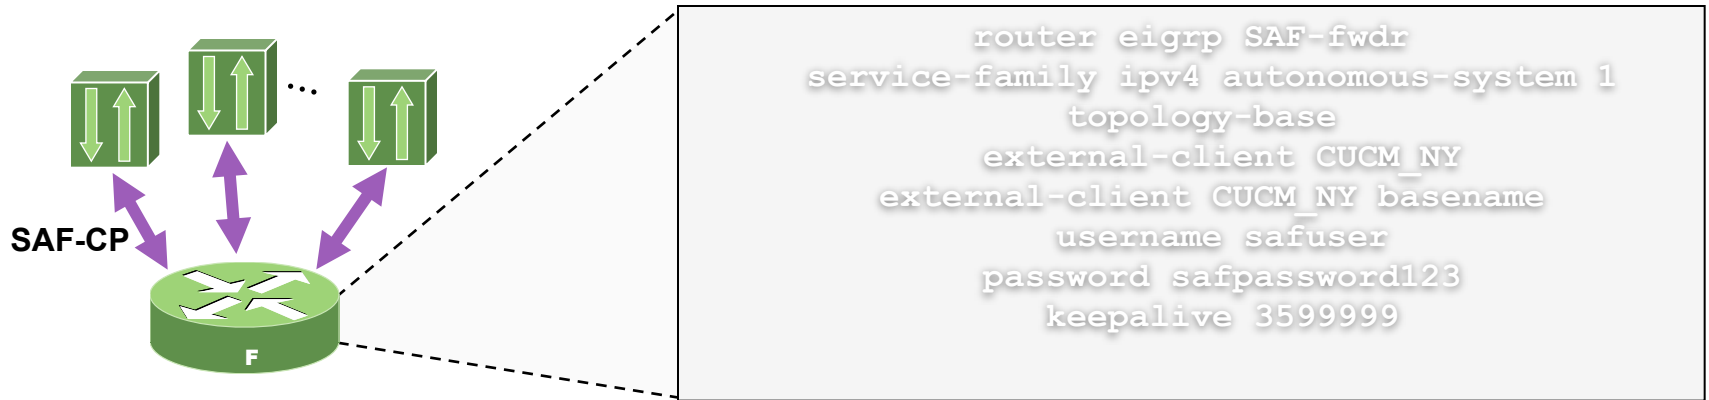 router eigrp SAF-fwdr
service-family ipv4 autonomous-system 1
topology-base
external-client CUCM_NY
external-client CUCM_NY basename
username safuser
password safpassword123
keepalive 3599999
...
SAF-CP
F